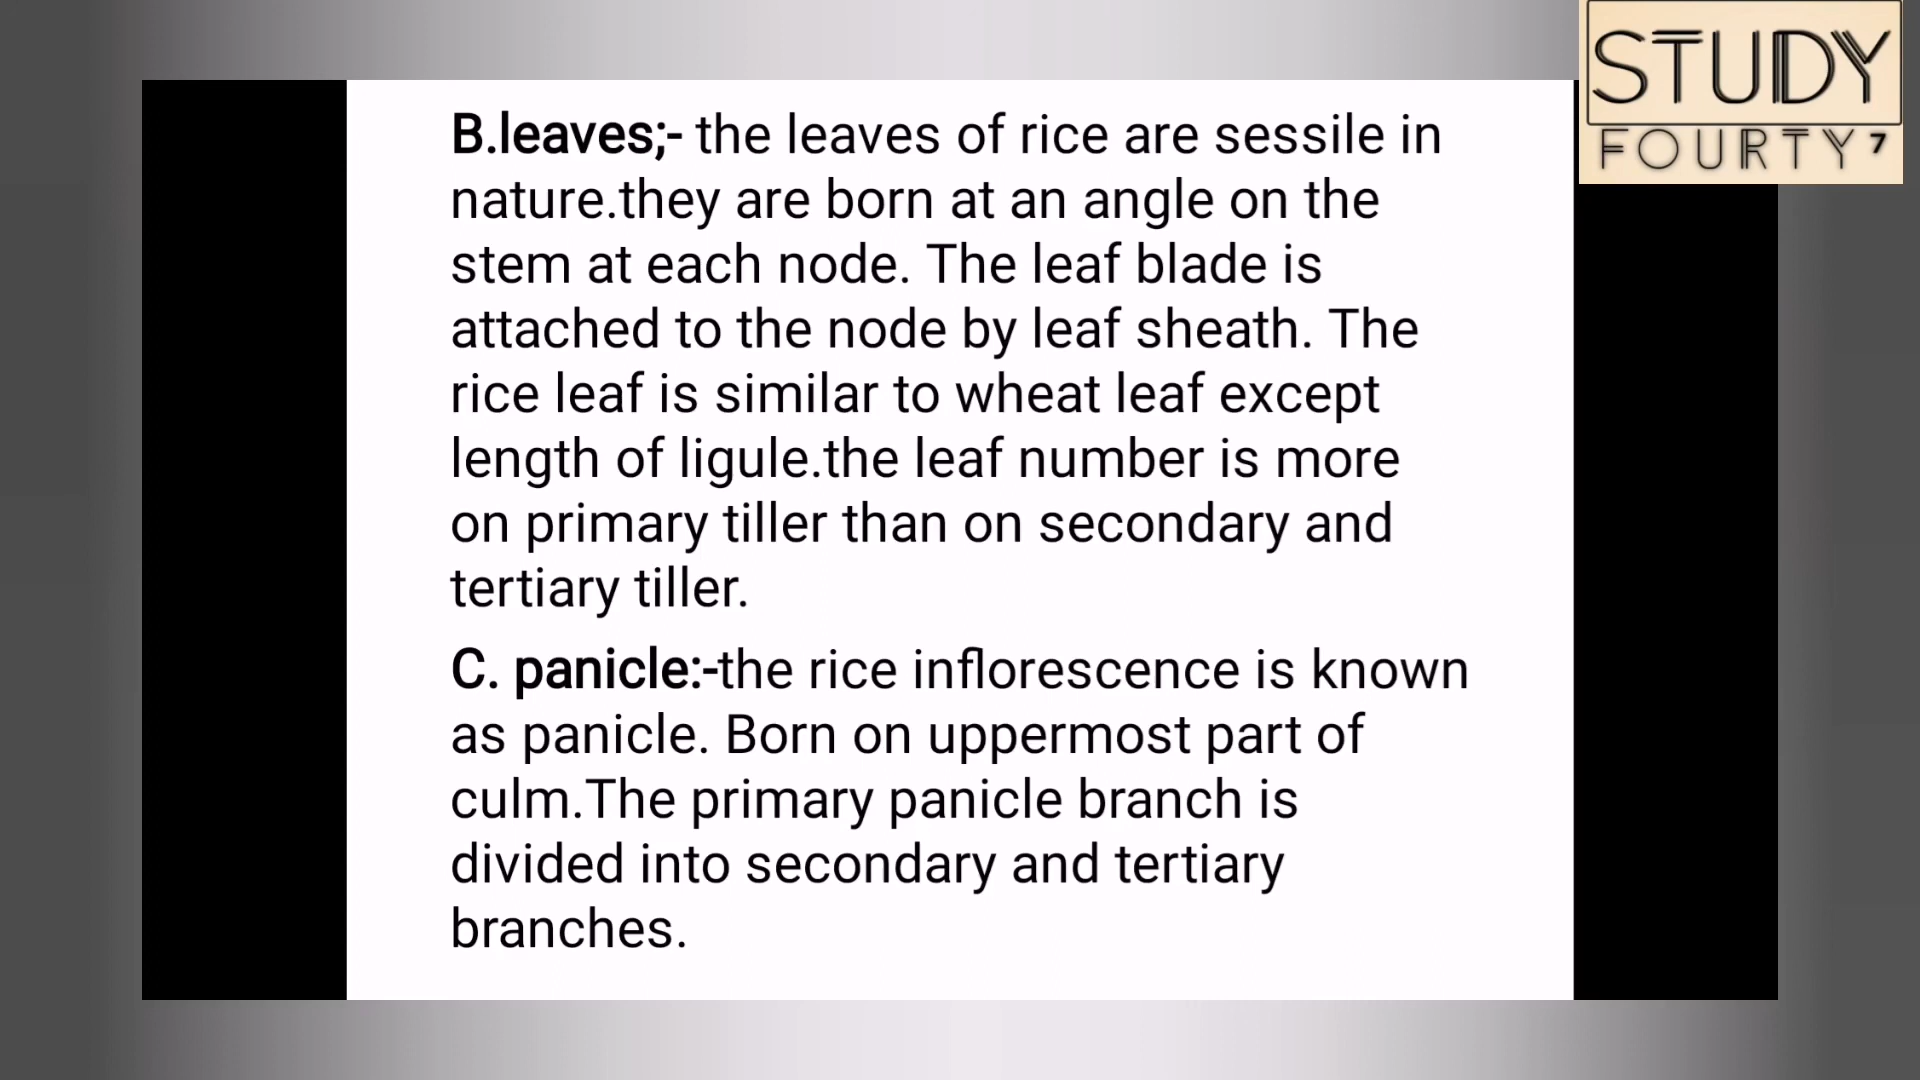 STUDY
FOURTY 7
B.leaves;- the leaves of rice are sessile in
nature.they are born at an angle on the
stem at each node. The leaf blade is
attached to the node by leaf sheath. The
rice leaf is similar to wheat leaf except
length of ligule.the leaf number is more
on primary tiller than on secondary and
tertiary tiller.
C. panicle:-the rice inflorescence is known
as panicle. Born on uppermost part of
culm.The primary panicle branch is
divided into secondary and tertiary
branches.